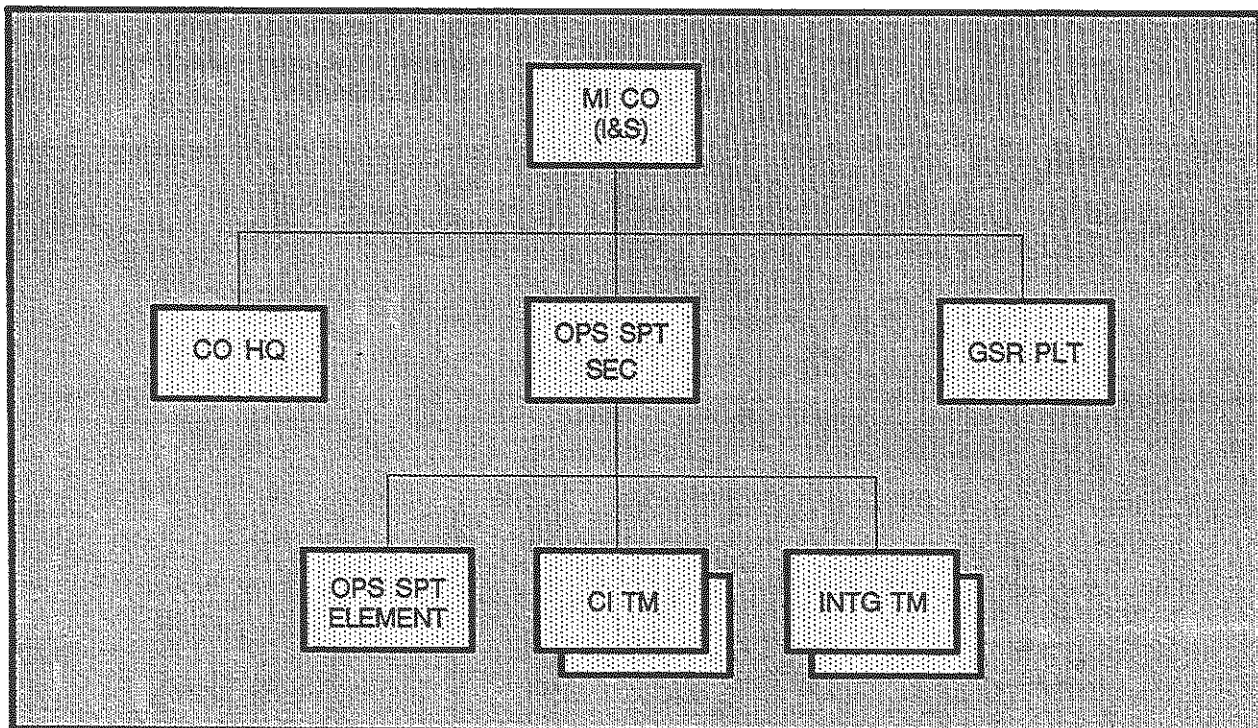 MI CO
(I&S)
CO HQ
OPS SPT
SEC
GSR PLT
OPS SPT
ELEMENT
CI TM
INTG TM